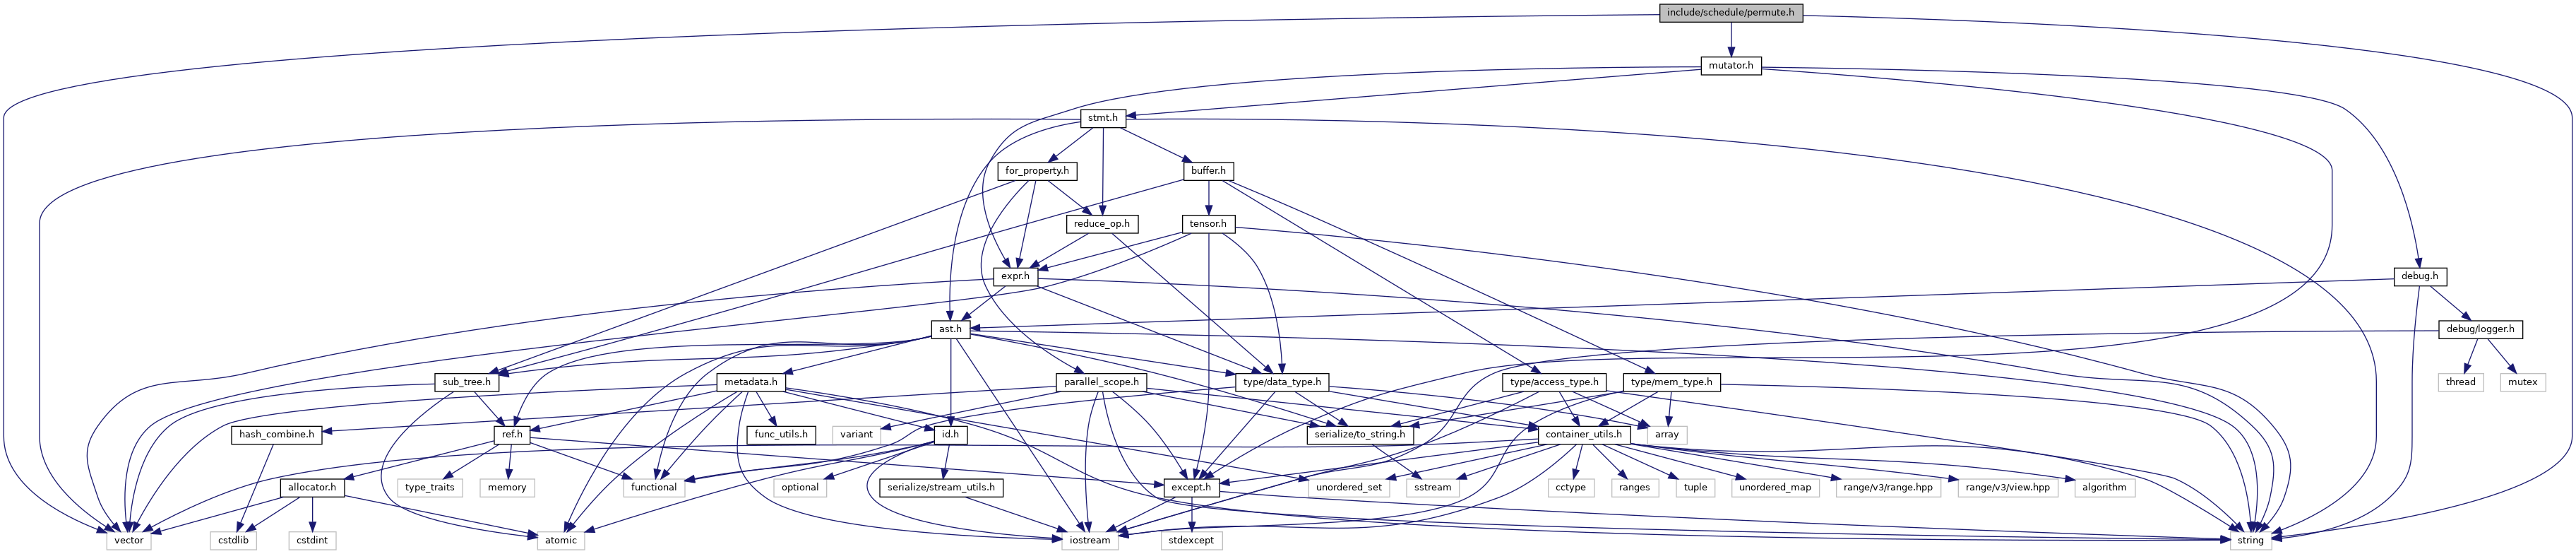 include/schedule/permute.h
mutator.h
stmt.h
for_property.h
buffer.h
reduce_op.h
tensor.h
expr.h
debug.h
ast.h
debug/logger.h
sub_tree.h
metadata.h
parallel_scope.h
type/data_type.h
type/access_type.h
type/mem_type.h
thread
mutex
hash_combine.h
ref.h
func_utils.h
variant
id.h
serialize/to_string.h
container_utils.h
array
allocator.h
type_traits
memory
functional
optional
serialize/stream_utils.h
except.h
unordered_set
sstream
cctype
ranges
tuple
unordered_map
range/v3/range.hpp
range/v3/view.hpp
algorithm
vector
cstdlib
cstdint
atomic
iostream
stdexcept
string